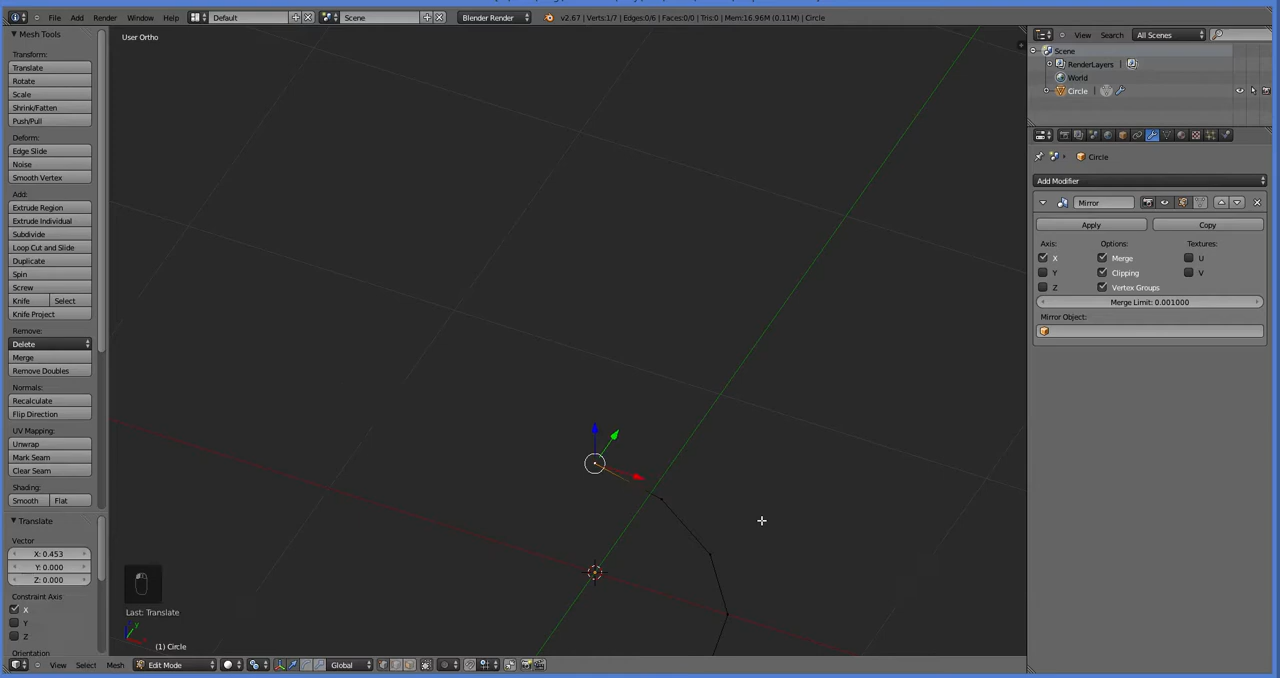 File Add Render Window Help Default Scene Blender Render v2.67 | Verts:1/7 | Edges:0/6 | Faces:0/0 | Tris:0 | Mem:16.96M (0.11M) | Circle
Mesh Tools
Transform:
Translate
Rotate
Scale
Shrink/Fatten
Push/Pull
Deform:
Edge Slide
Noise
Smooth Vertex
Add:
Extrude Region
Extrude Individual
Subdivide
Loop Cut and Slide
Duplicate
Spin
Screw
Knife Select
Knife Project
Remove:
Delete
Merge
Remove Doubles
Normals:
Recalculate
Flip Direction
UV Mapping:
Unwrap
Mark Seam
Clear Seam
Shading:
Smooth Flat
Translate
Vector
X: 0.453
Y: 0.000
Z: 0.000
Constraint Axis
X
Y
Z
Orientation
User Ortho
Last: Translate
(1) Circle
View Select Mesh Edit Mode Global
View Search All Scenes
Scene
RenderLayers |
World
Circle |
Circle
Add Modifier
Mirror
Apply Copy
Axis: Options: Textures:
X Merge U
Y Clipping V
Z Vertex Groups
Merge Limit: 0.001000
Mirror Object: